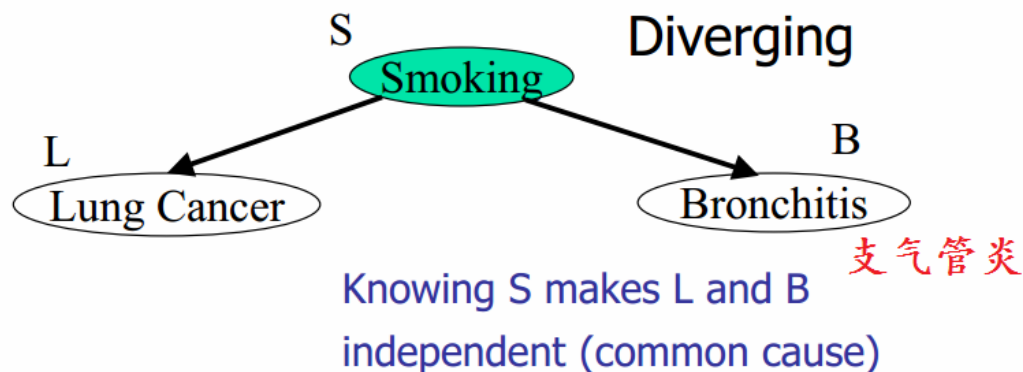 S
Diverging
Smoking
L
B
Lung Cancer
Bronchitis
支气管炎
Knowing S makes L and B
independent (common cause)